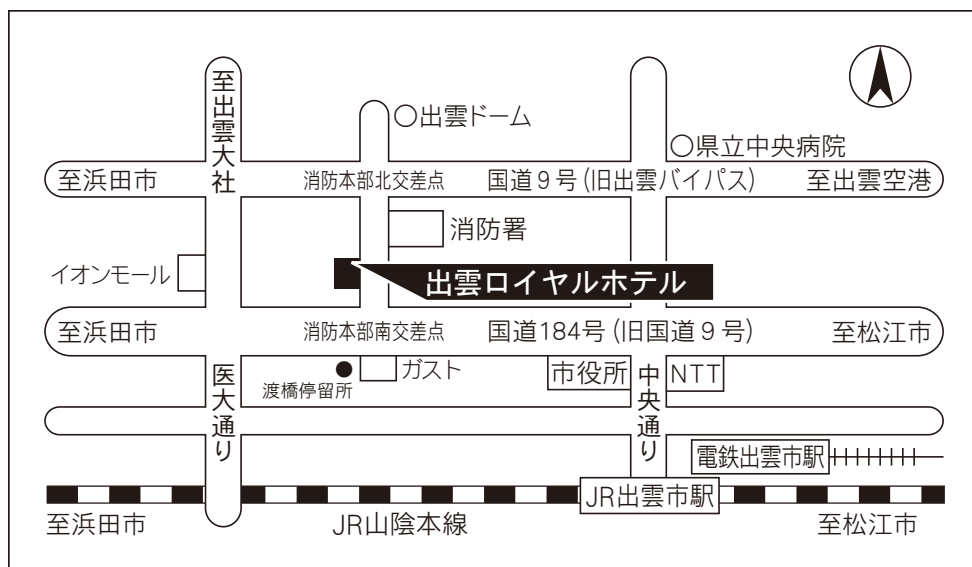 至出雲大社
○出雲ドーム
○県立中央病院
至浜田市
消防本部北交差点
国道9号(旧出雲バイパス)
至出雲空港
消防署
イオンモール
出雲ロイヤルホテル
至浜田市
消防本部南交差点
国道184号(旧国道9号)
至松江市
医大通り
渡橋停留所
ガスト
市役所
中央通り
NTT
電鉄出雲市駅
JR出雲市駅
至浜田市
JR山陰本線
至松江市